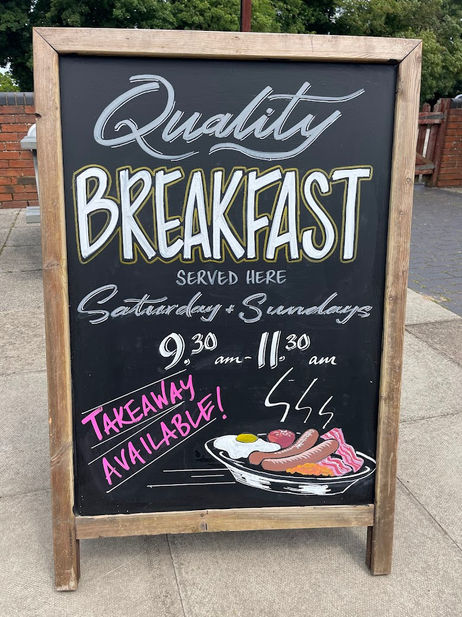 Quality
BREAKFAST
SERVED HERE
Saturday + Sundays
9.30 am - 11.30 am
TAKEAWAY
AVAILABLE!